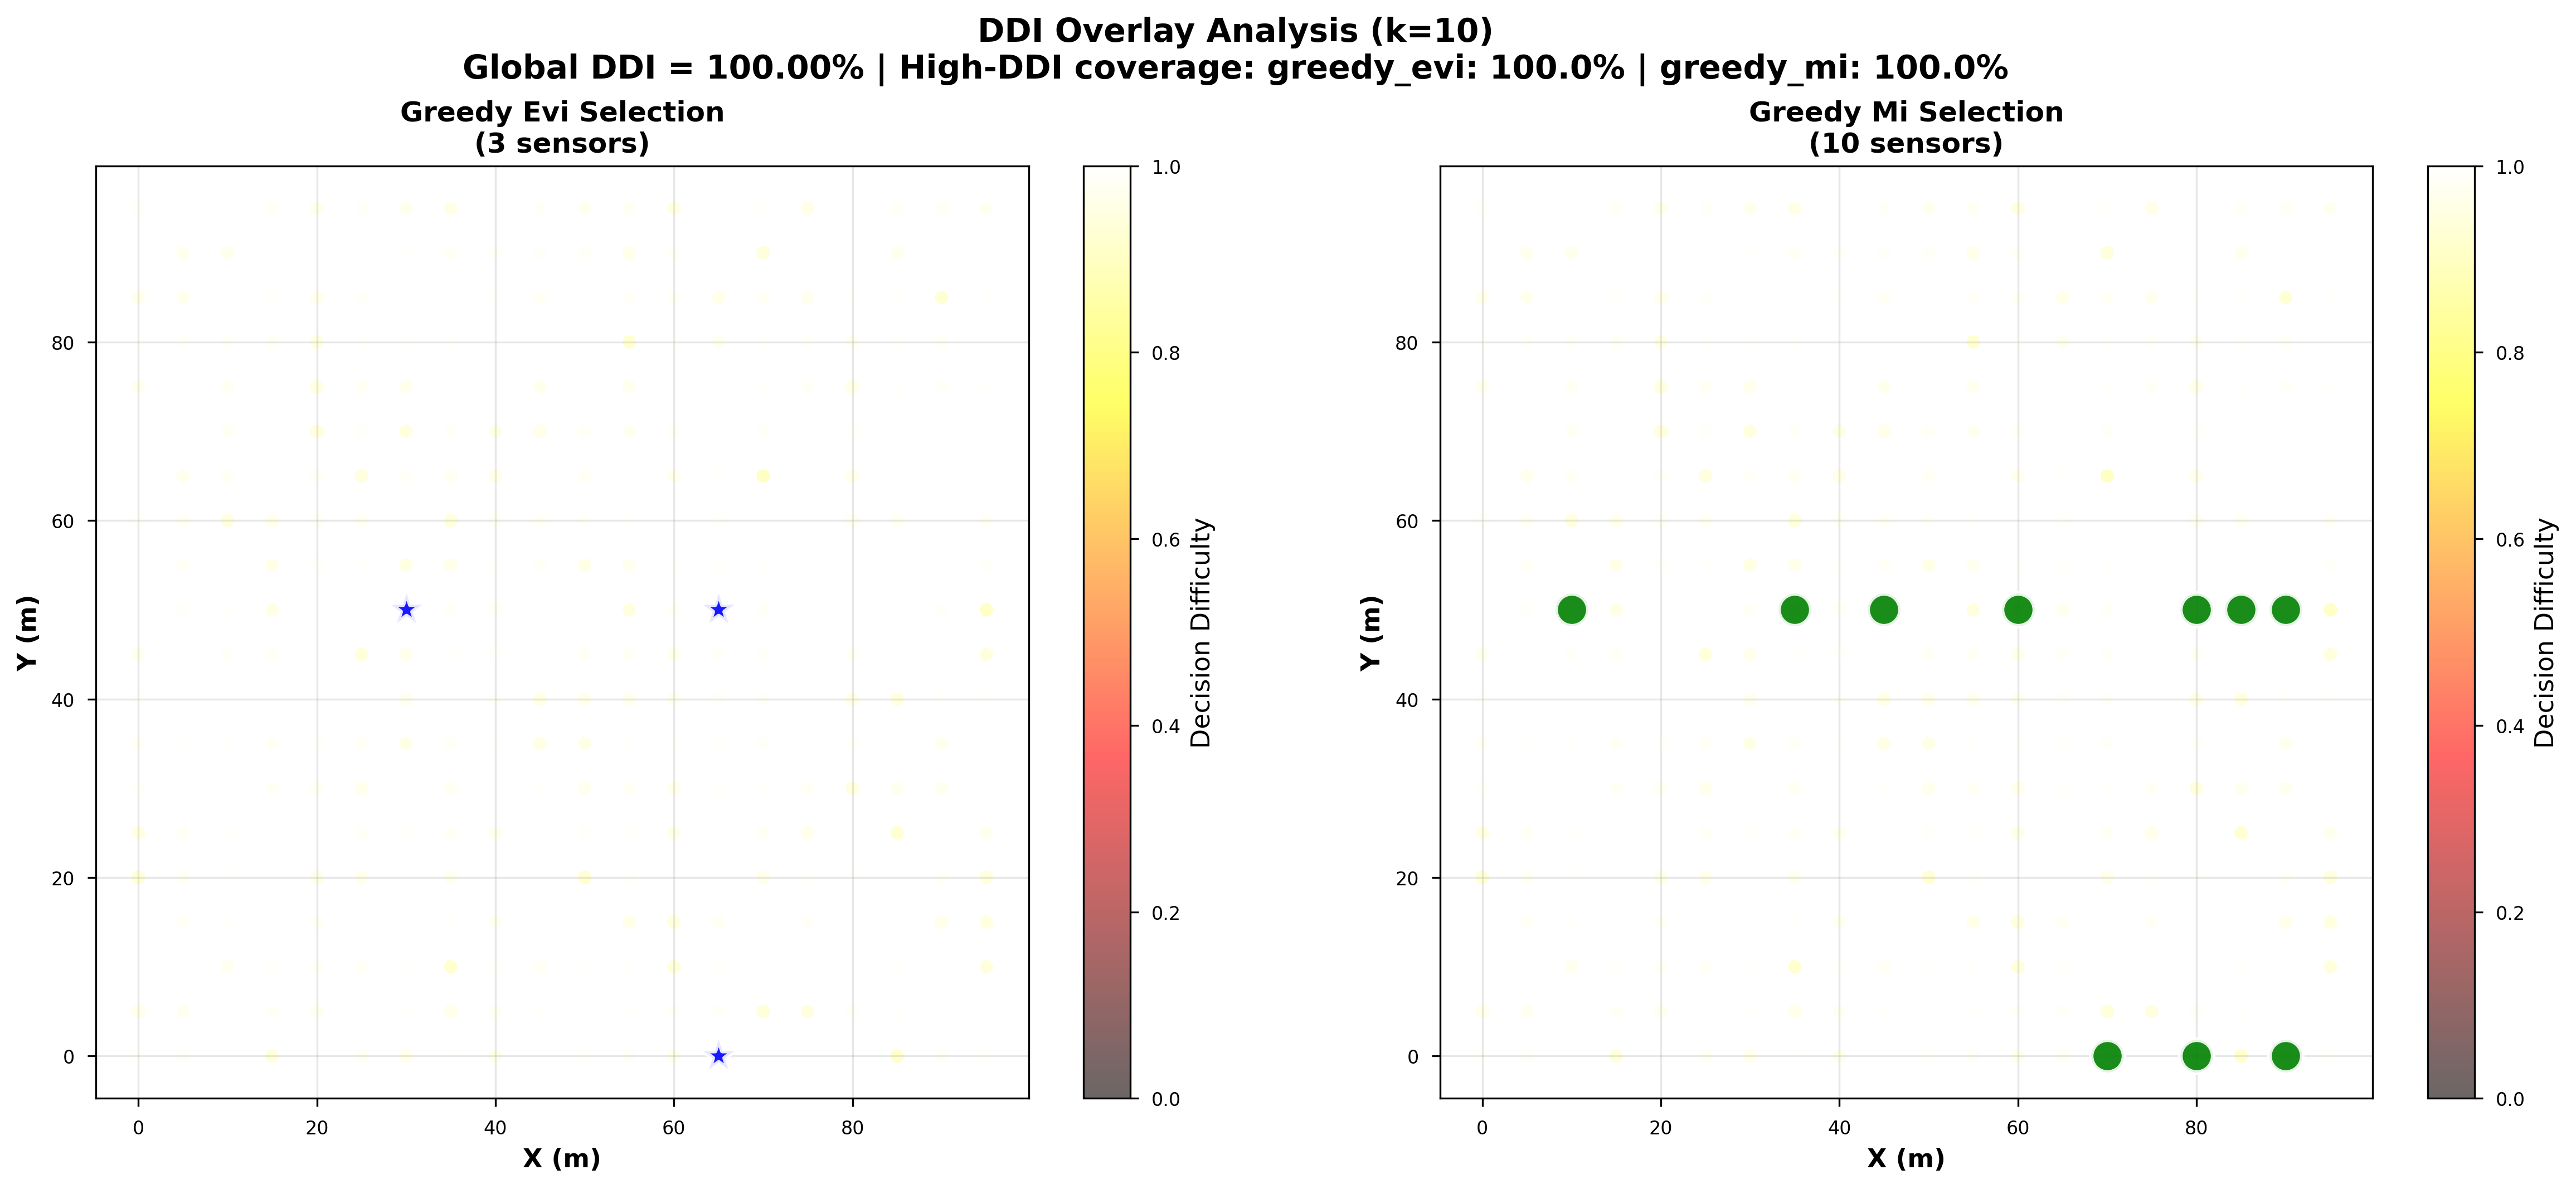 DDI Overlay Analysis (k=10)
Global DDI = 100.00% | High-DDI coverage: greedy_evi: 100.0% | greedy_mi: 100.0%
Greedy Evi Selection
(3 sensors)
80
60
40
20
0
Y (m)
0 20 40 60 80
X (m)
1.0
0.8
0.6
0.4
0.2
0.0
Decision Difficulty
Greedy Mi Selection
(10 sensors)
80
60
40
20
0
Y (m)
0 20 40 60 80
X (m)
1.0
0.8
0.6
0.4
0.2
0.0
Decision Difficulty